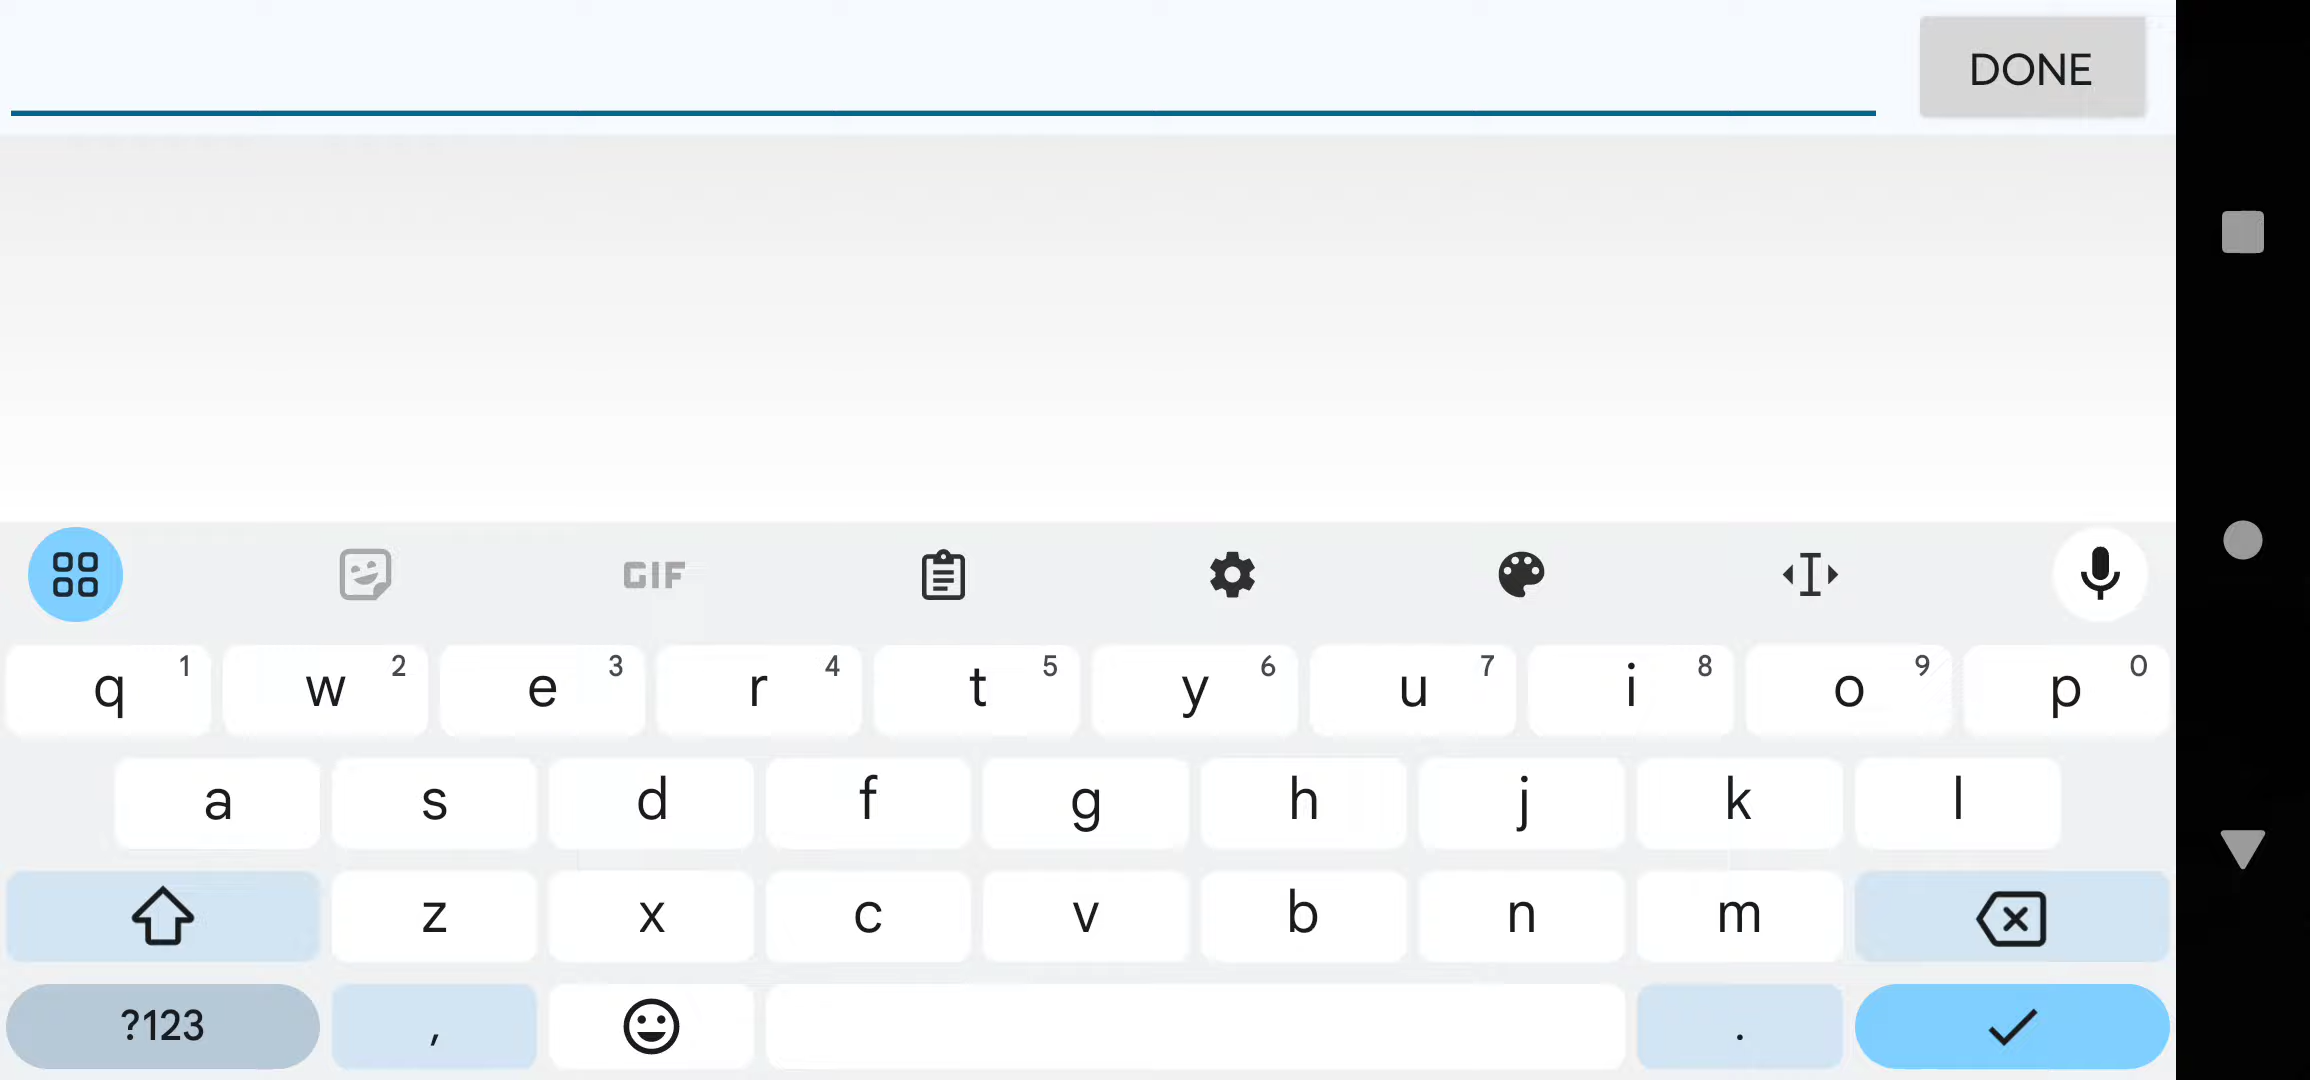 DONE
GIF
q 1 w 2 e 3 r 4 t 5 y 6 u 7 i 8 o 9 p 0
a s d f g h j k l
z x c v b n m
?123 , .